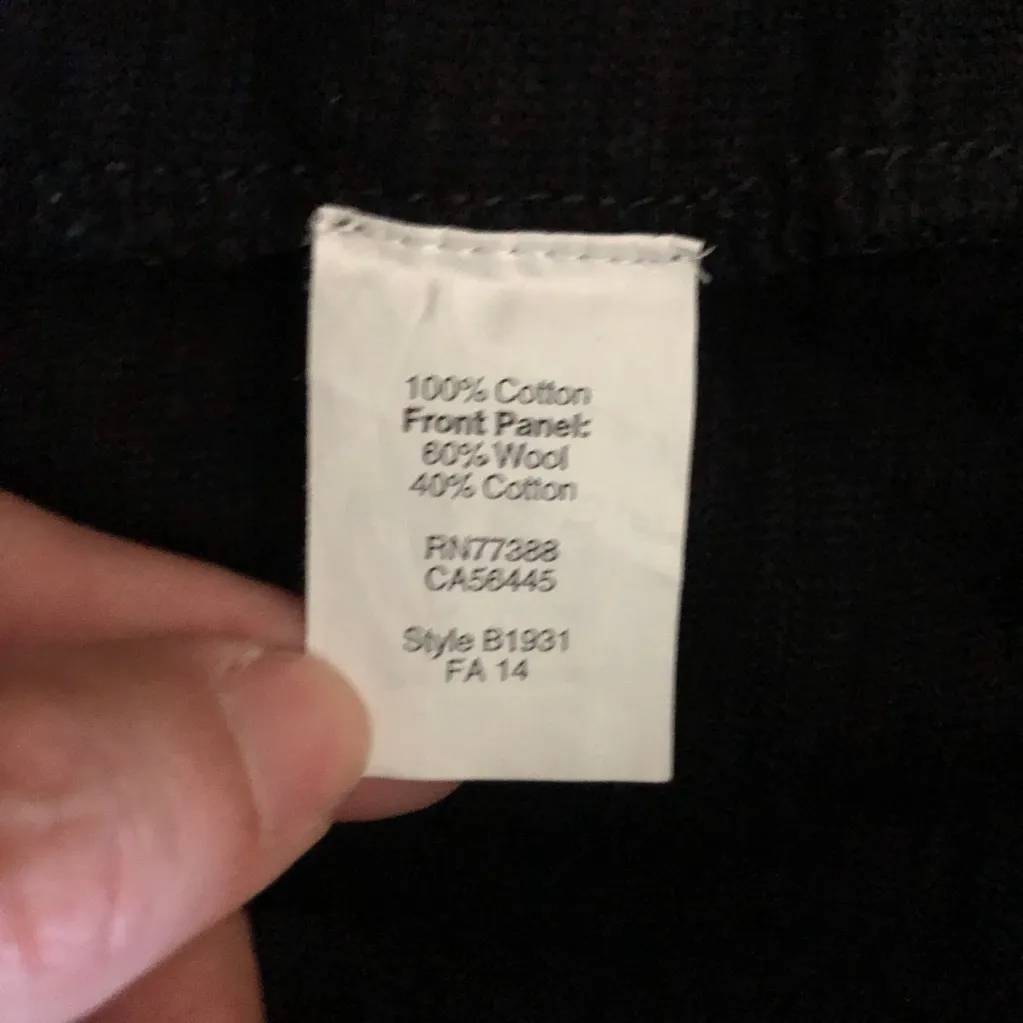 100% Cotton
Front Panel:
60% Wool
40% Cotton
RN77388
CA56445
Style B1931
FA 14